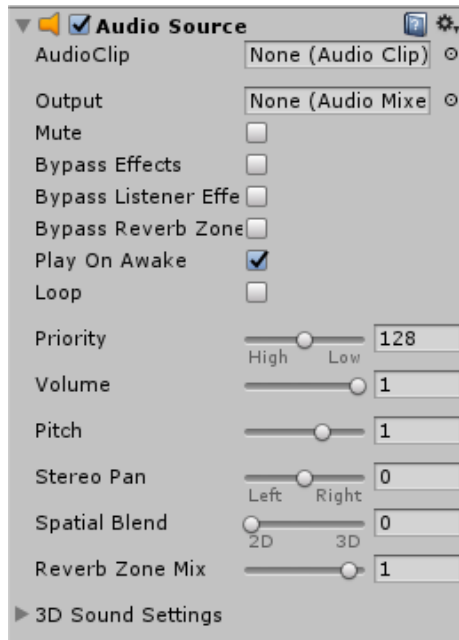 Audio Source
AudioClip None (Audio Clip)
Output None (Audio Mixe
Mute
Bypass Effects
Bypass Listener Effe
Bypass Reverb Zone
Play On Awake
Loop
Priority 128
High Low
Volume 1
Pitch 1
Stereo Pan 0
Left Right
Spatial Blend 0
2D 3D
Reverb Zone Mix 1
3D Sound Settings